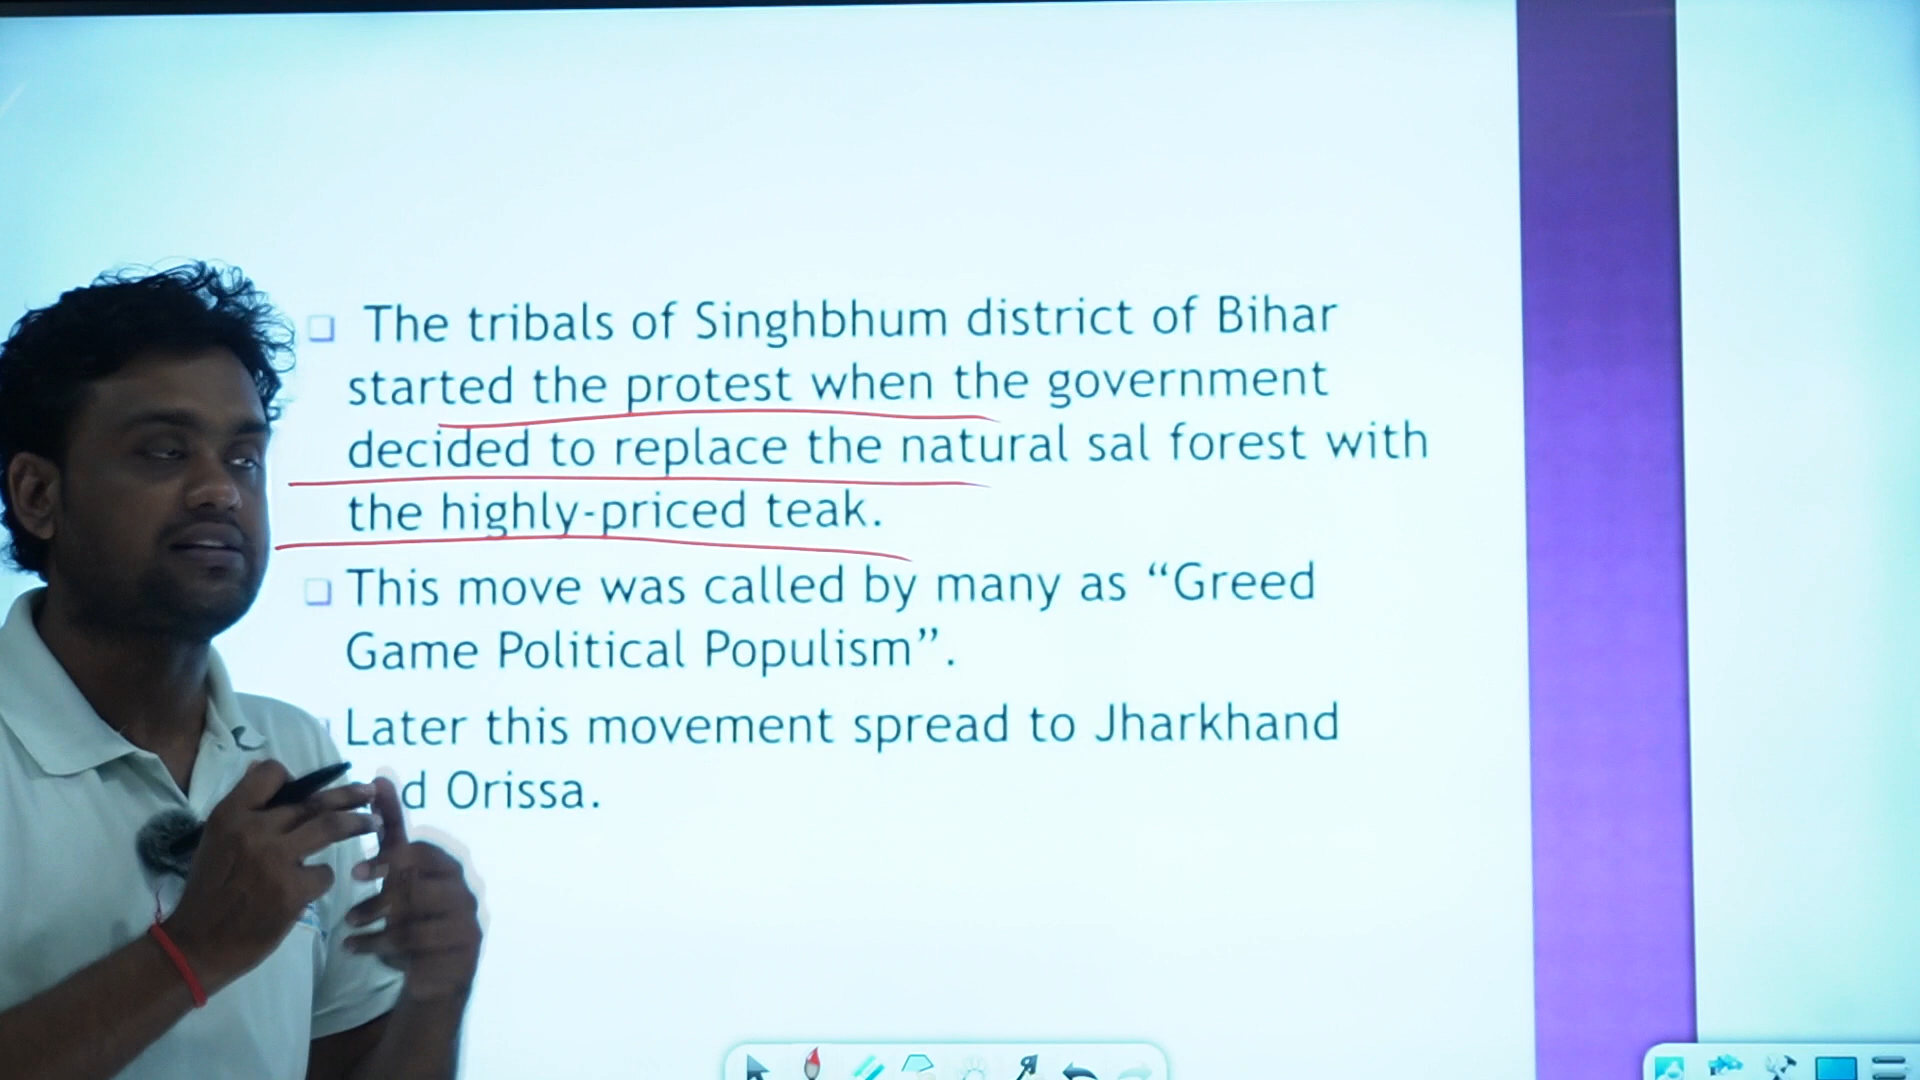 The tribals of Singhbhum district of Bihar
started the protest when the government
decided to replace the natural sal forest with
the highly-priced teak.
This move was called by many as “Greed
Game Political Populism”.
Later this movement spread to Jharkhand
d Orissa.